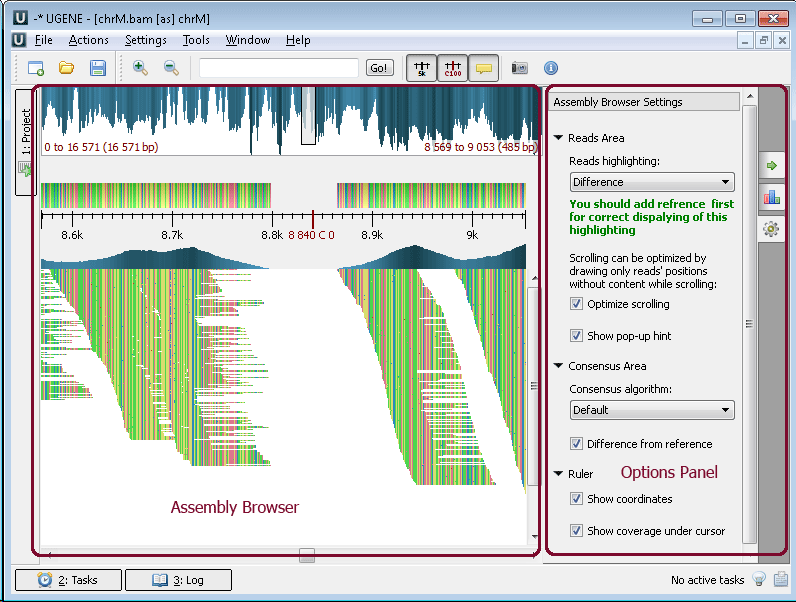 U -* UGENE - [chrM.bam [as] chrM]
U File Actions Settings Tools Window Help
Go! 5k C100
1: Project
0 to 16 571 (16 571 bp) 8 569 to 9 053 (485 bp)
8.6k 8.7k 8.8k 8 840 C 0 8.9k 9k
Assembly Browser
Assembly Browser Settings
Reads Area
Reads highlighting:
Difference
You should add refrence first
for correct dispalying of this
highlighting
Scrolling can be optimized by
drawing only reads' positions
without content while scrolling:
Optimize scrolling
Show pop-up hint
Consensus Area
Consensus algorithm:
Default
Difference from reference
Ruler
Options Panel
Show coordinates
Show coverage under cursor
2: Tasks 3: Log No active tasks